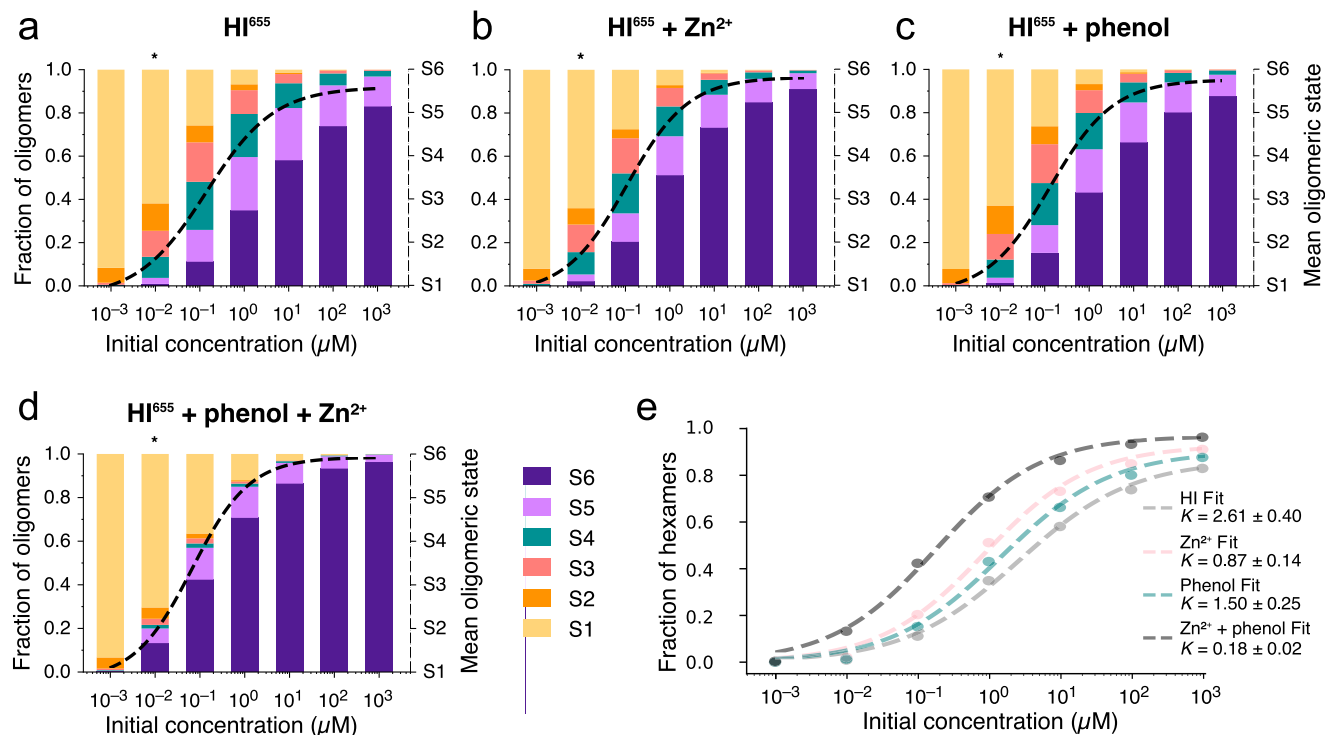 a
HI⁶⁵⁵
*
Fraction of oligomers
1.0
0.8
0.6
0.4
0.2
0.0
S6
S5
S4
S3
S2
S1
10⁻³ 10⁻² 10⁻¹ 10⁰ 10¹ 10² 10³
Initial concentration (µM)
b
HI⁶⁵⁵ + Zn²⁺
*
1.0
0.8
0.6
0.4
0.2
0.0
S6
S5
S4
S3
S2
S1
10⁻³ 10⁻² 10⁻¹ 10⁰ 10¹ 10² 10³
Initial concentration (µM)
c
HI⁶⁵⁵ + phenol
*
1.0
0.8
0.6
0.4
0.2
0.0
S6
S5
S4
S3
S2
S1
Mean oligomeric state
10⁻³ 10⁻² 10⁻¹ 10⁰ 10¹ 10² 10³
Initial concentration (µM)
d
HI⁶⁵⁵ + phenol + Zn²⁺
*
Fraction of oligomers
1.0
0.8
0.6
0.4
0.2
0.0
S6
S5
S4
S3
S2
S1
Mean oligomeric state
10⁻³ 10⁻² 10⁻¹ 10⁰ 10¹ 10² 10³
Initial concentration (µM)
S6
S5
S4
S3
S2
S1
e
Fraction of hexamers
1.0
0.8
0.6
0.4
0.2
0.0
HI Fit
K = 2.61 ± 0.40
Zn²⁺ Fit
K = 0.87 ± 0.14
Phenol Fit
K = 1.50 ± 0.25
Zn²⁺ + phenol Fit
K = 0.18 ± 0.02
10⁻³ 10⁻² 10⁻¹ 10⁰ 10¹ 10² 10³
Initial concentration (µM)